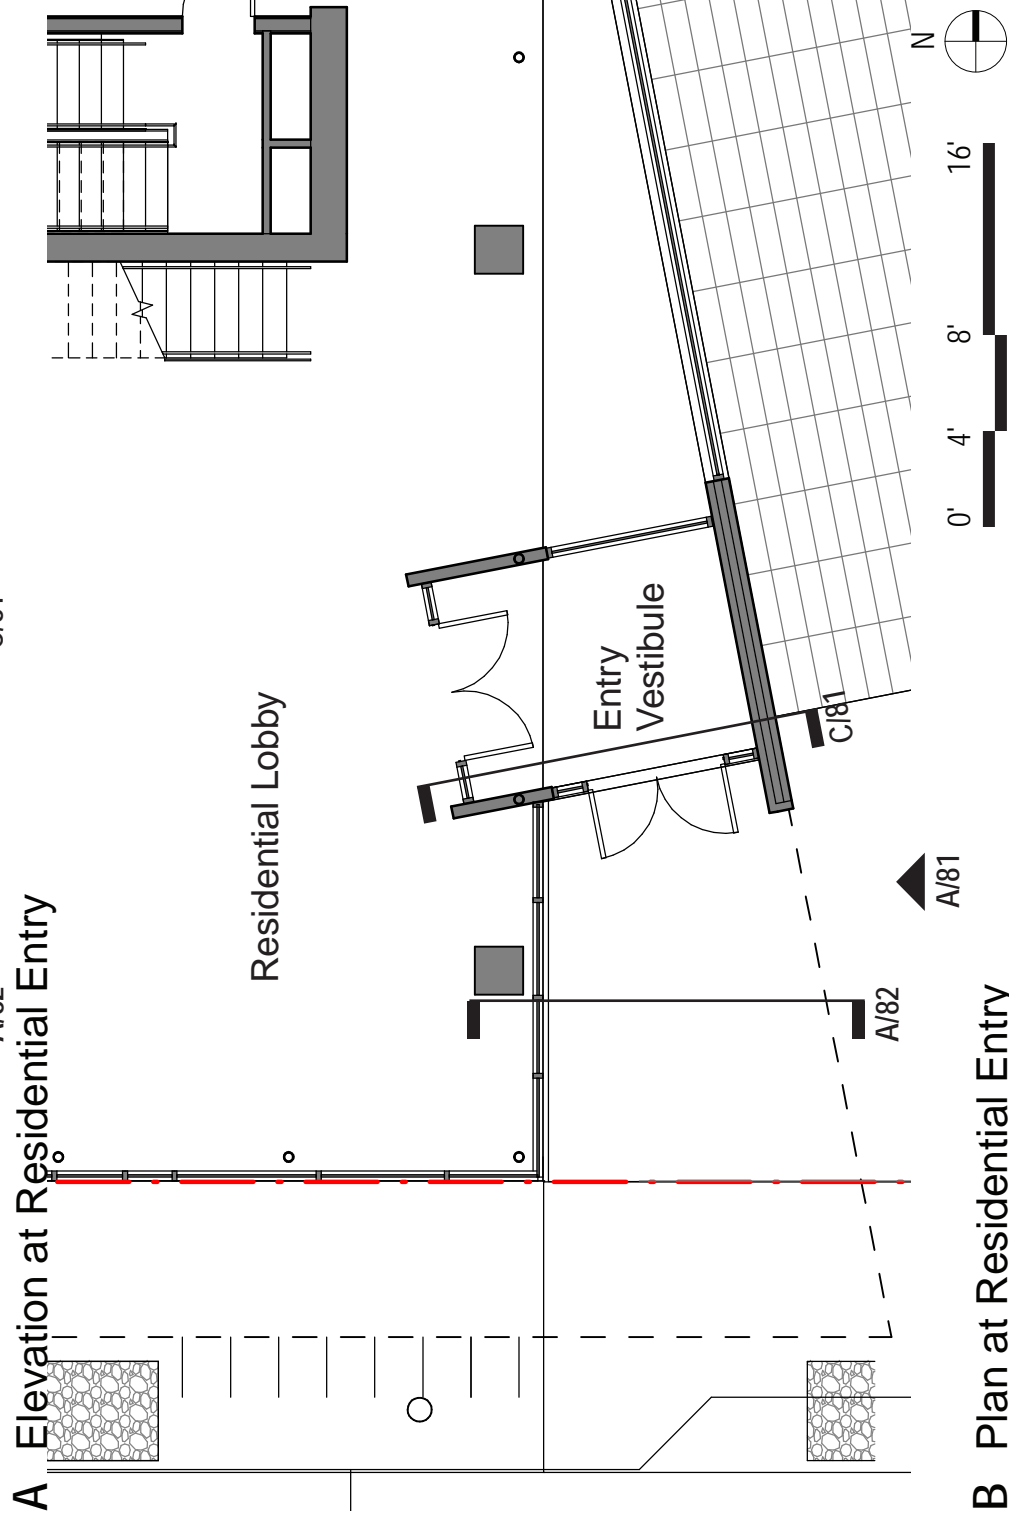 A Elevation at Residential Entry
Residential Lobby
Entry
Vestibule
C/81
A/81
A/82
N
0' 4' 8' 16'
B Plan at Residential Entry